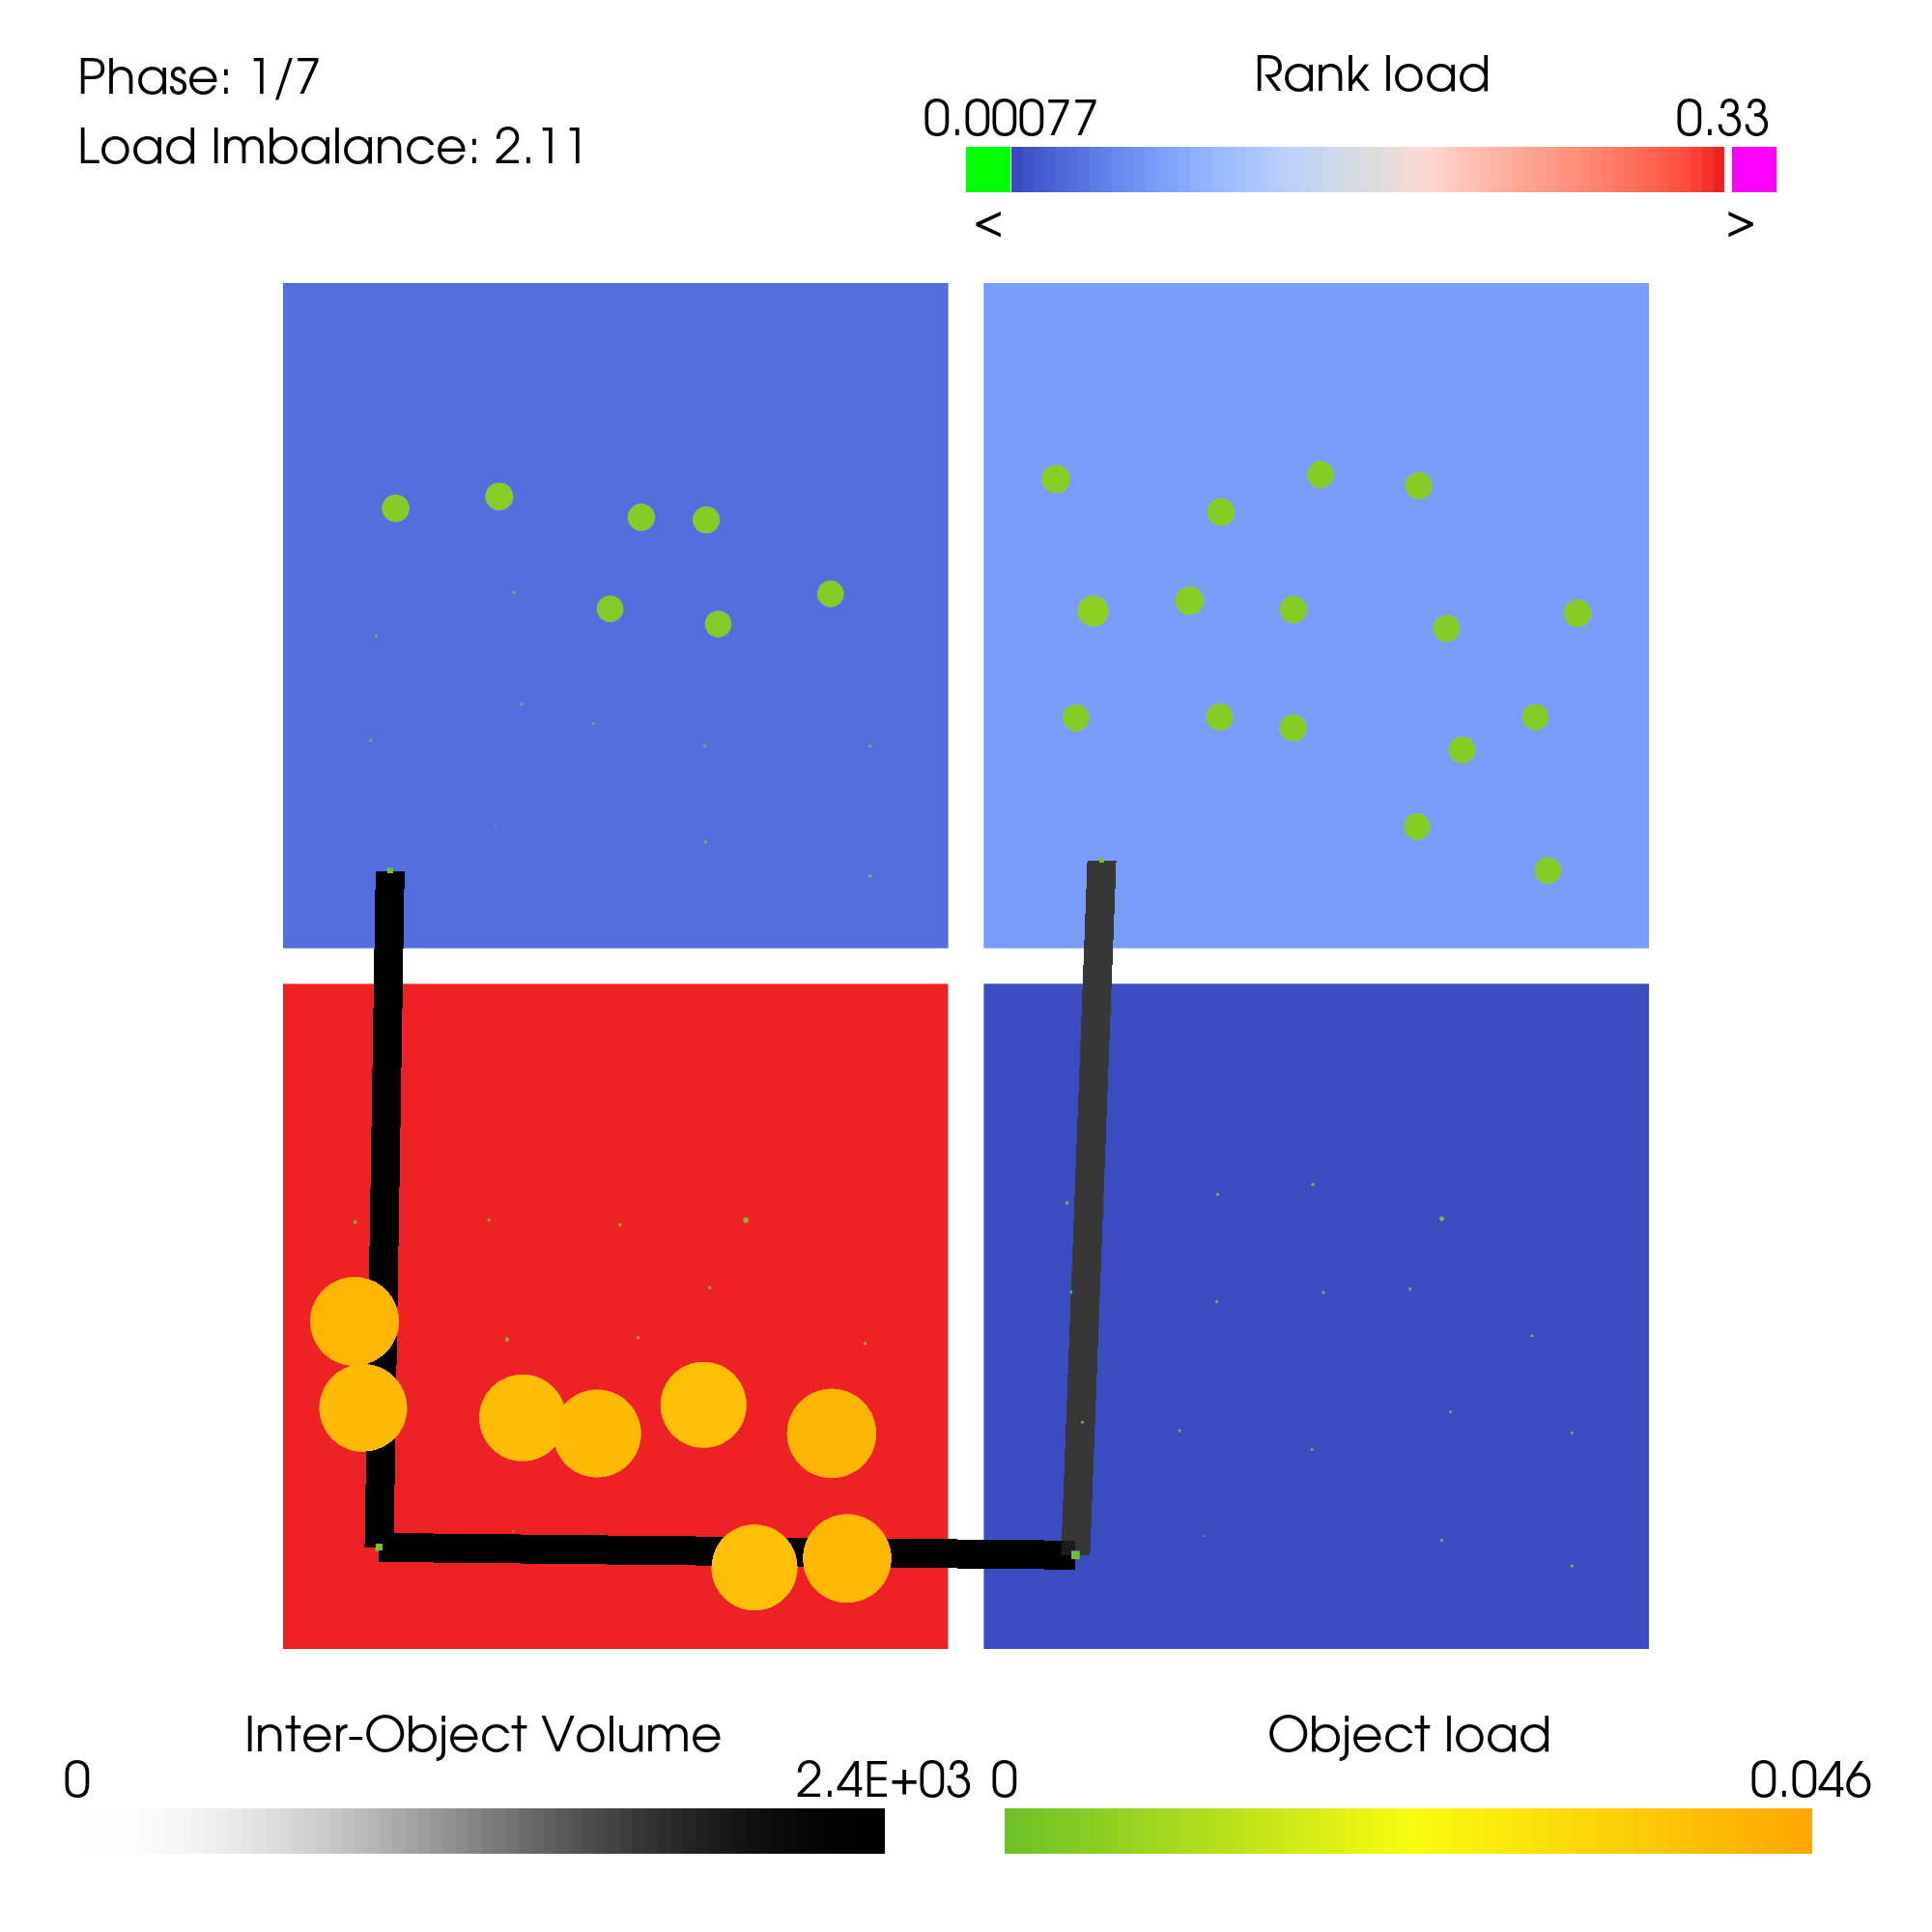 Phase: 1/7
Load Imbalance: 2.11
Rank load
0.00077 0.33
< >
Inter-Object Volume
0 2.4E+03
Object load
0 0.046